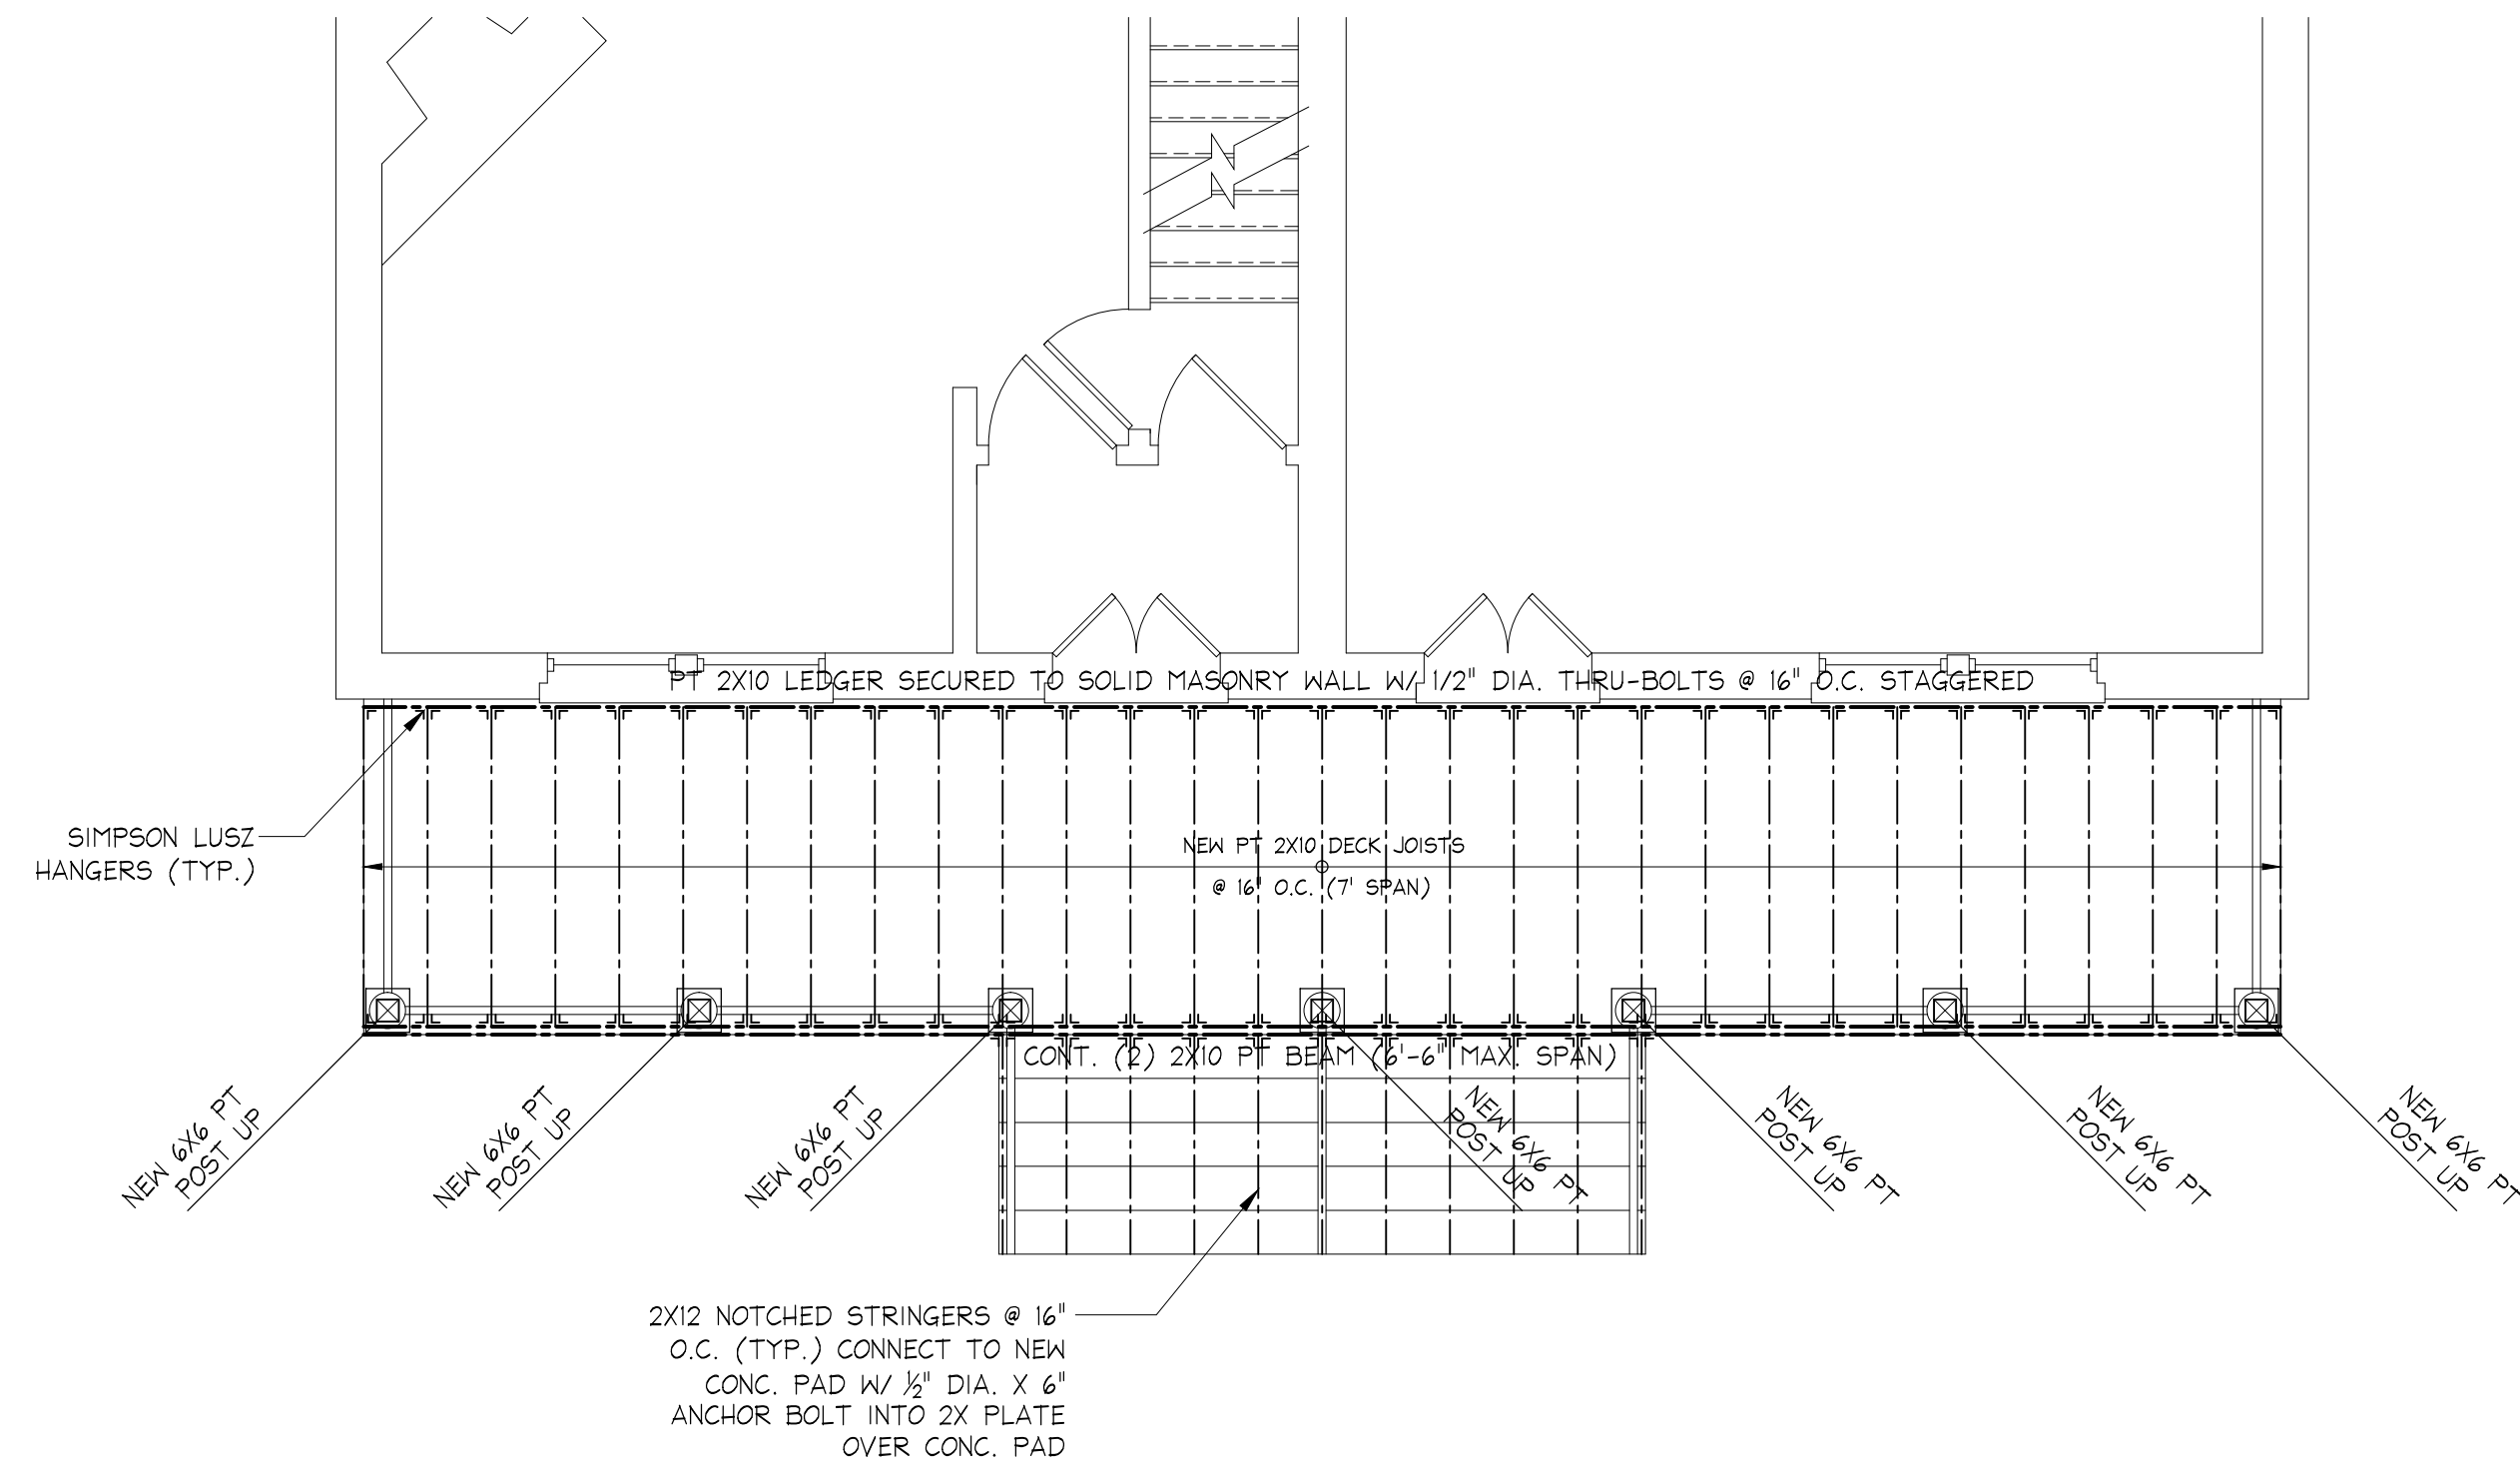 PT 2X10 LEDGER SECURED TO SOLID MASONRY WALL W/ 1/2" DIA. THRU-BOLTS @ 16" O.C. STAGGERED
SIMPSON LUSZ
HANGERS (TYP.)
NEW PT 2X10 DECK JOISTS
@ 16" O.C. (7' SPAN)
CONT. (2) 2X10 PT BEAM (6'-6" MAX. SPAN)
NEW 6X6 PT
POST UP
NEW 6X6 PT
POST UP
NEW 6X6 PT
POST UP
NEW 6X6 PT
POST UP
NEW 6X6 PT
POST UP
NEW 6X6 PT
POST UP
NEW 6X6 PT
POST UP
2X12 NOTCHED STRINGERS @ 16"
O.C. (TYP.) CONNECT TO NEW
CONC. PAD W/ ½" DIA. X 6"
ANCHOR BOLT INTO 2X PLATE
OVER CONC. PAD